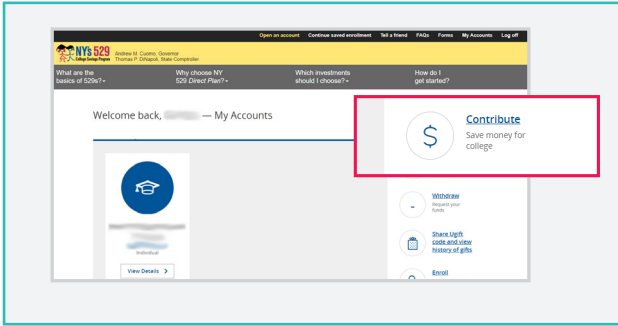 Open an account Continue saved enrollment Tell a friend FAQs Forms My Accounts Log off
NY's 529
College Savings Program
Andrew M. Cuomo, Governor
Thomas P. DiNapoli, State Comptroller
What are the
basics of 529s?
Why choose NY
529 Direct Plan?
Which investments
should I choose?
How do I
get started?
Welcome back, — My Accounts
Contribute
Save money for
college
Individual
View Details >
Withdraw
Request your
funds
Share Ugift
code and view
history of gifts
Enroll